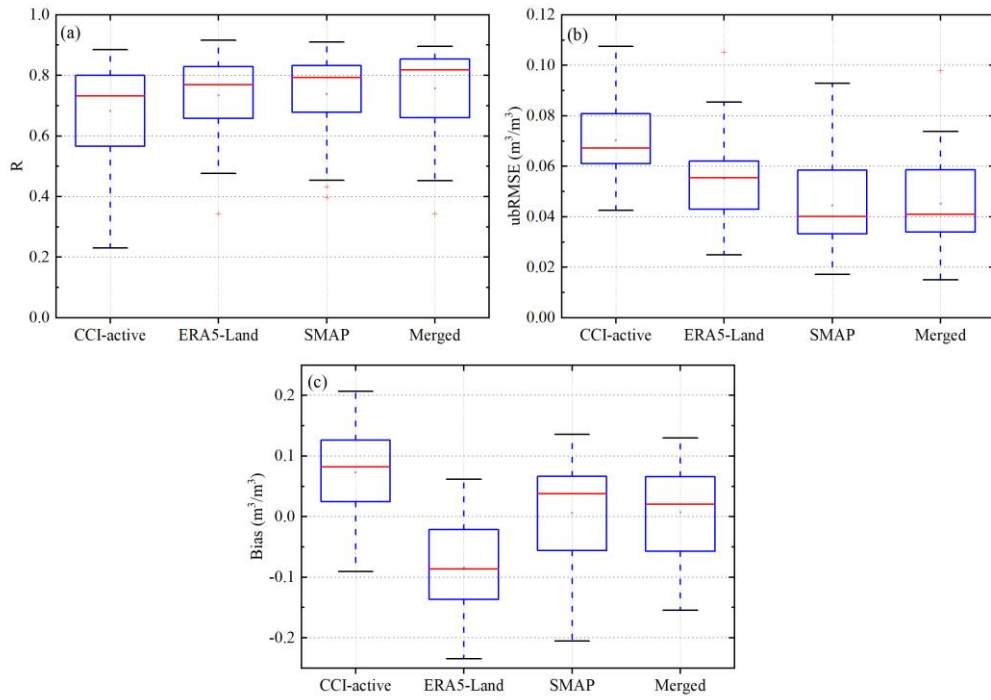 (a)
1.0
0.8
0.6
0.4
0.2
0.0
R
CCI-active ERA5-Land SMAP Merged
(b)
0.12
0.10
0.08
0.06
0.04
0.02
0.00
ubRMSE (m³/m³)
CCI-active ERA5-Land SMAP Merged
(c)
0.2
0.1
0.0
-0.1
-0.2
Bias (m³/m³)
CCI-active ERA5-Land SMAP Merged